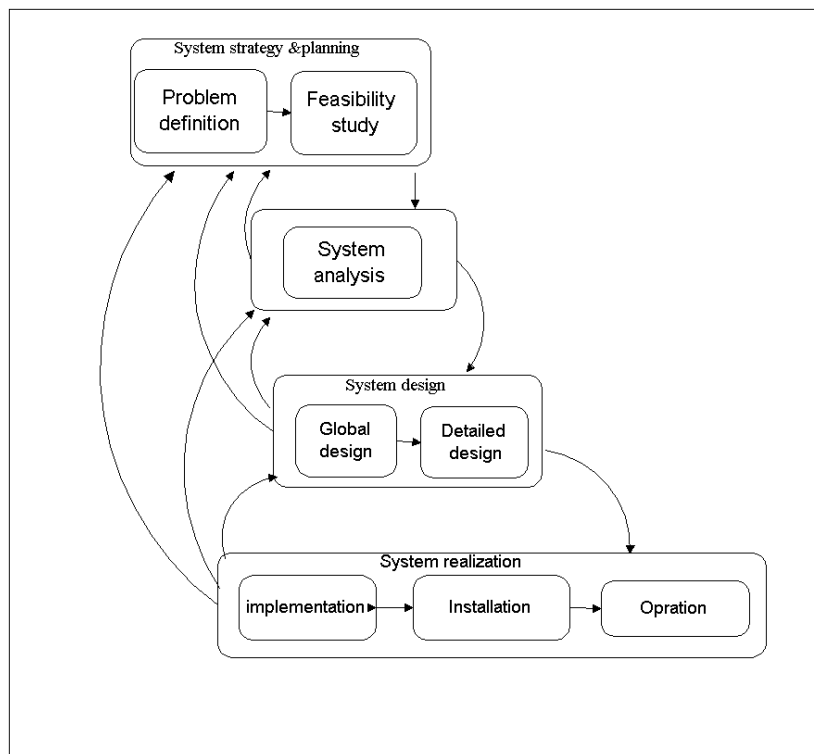 System strategy &planning
Problem
definition
Feasibility
study
System
analysis
System design
Global
design
Detailed
design
System realization
implementation
Installation
Opration